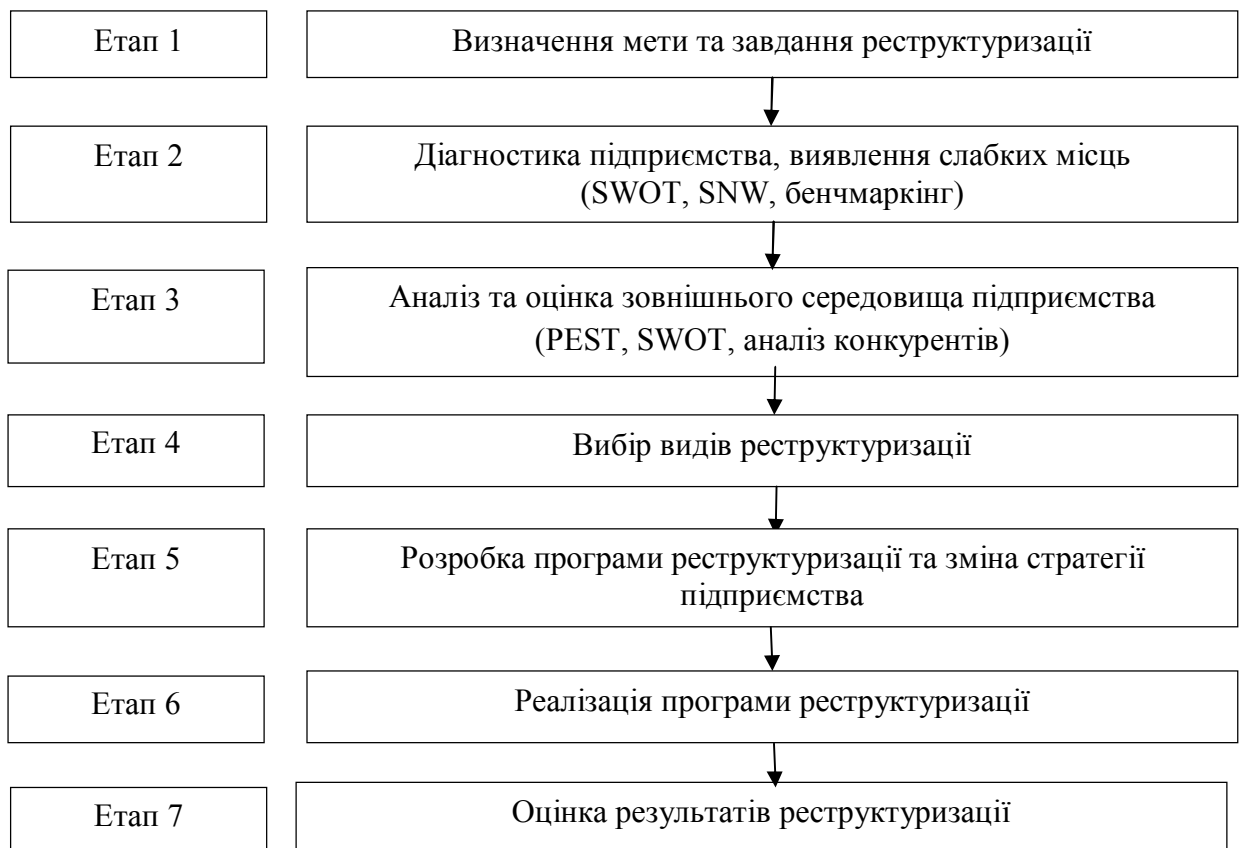 Етап 1
Визначення мети та завдання реструктуризації
Етап 2
Діагностика підприємства, виявлення слабких місць
(SWOT, SNW, бенчмаркінг)
Етап 3
Аналіз та оцінка зовнішнього середовища підприємства
(PEST, SWOT, аналіз конкурентів)
Етап 4
Вибір видів реструктуризації
Етап 5
Розробка програми реструктуризації та зміна стратегії
підприємства
Етап 6
Реалізація програми реструктуризації
Етап 7
Оцінка результатів реструктуризації